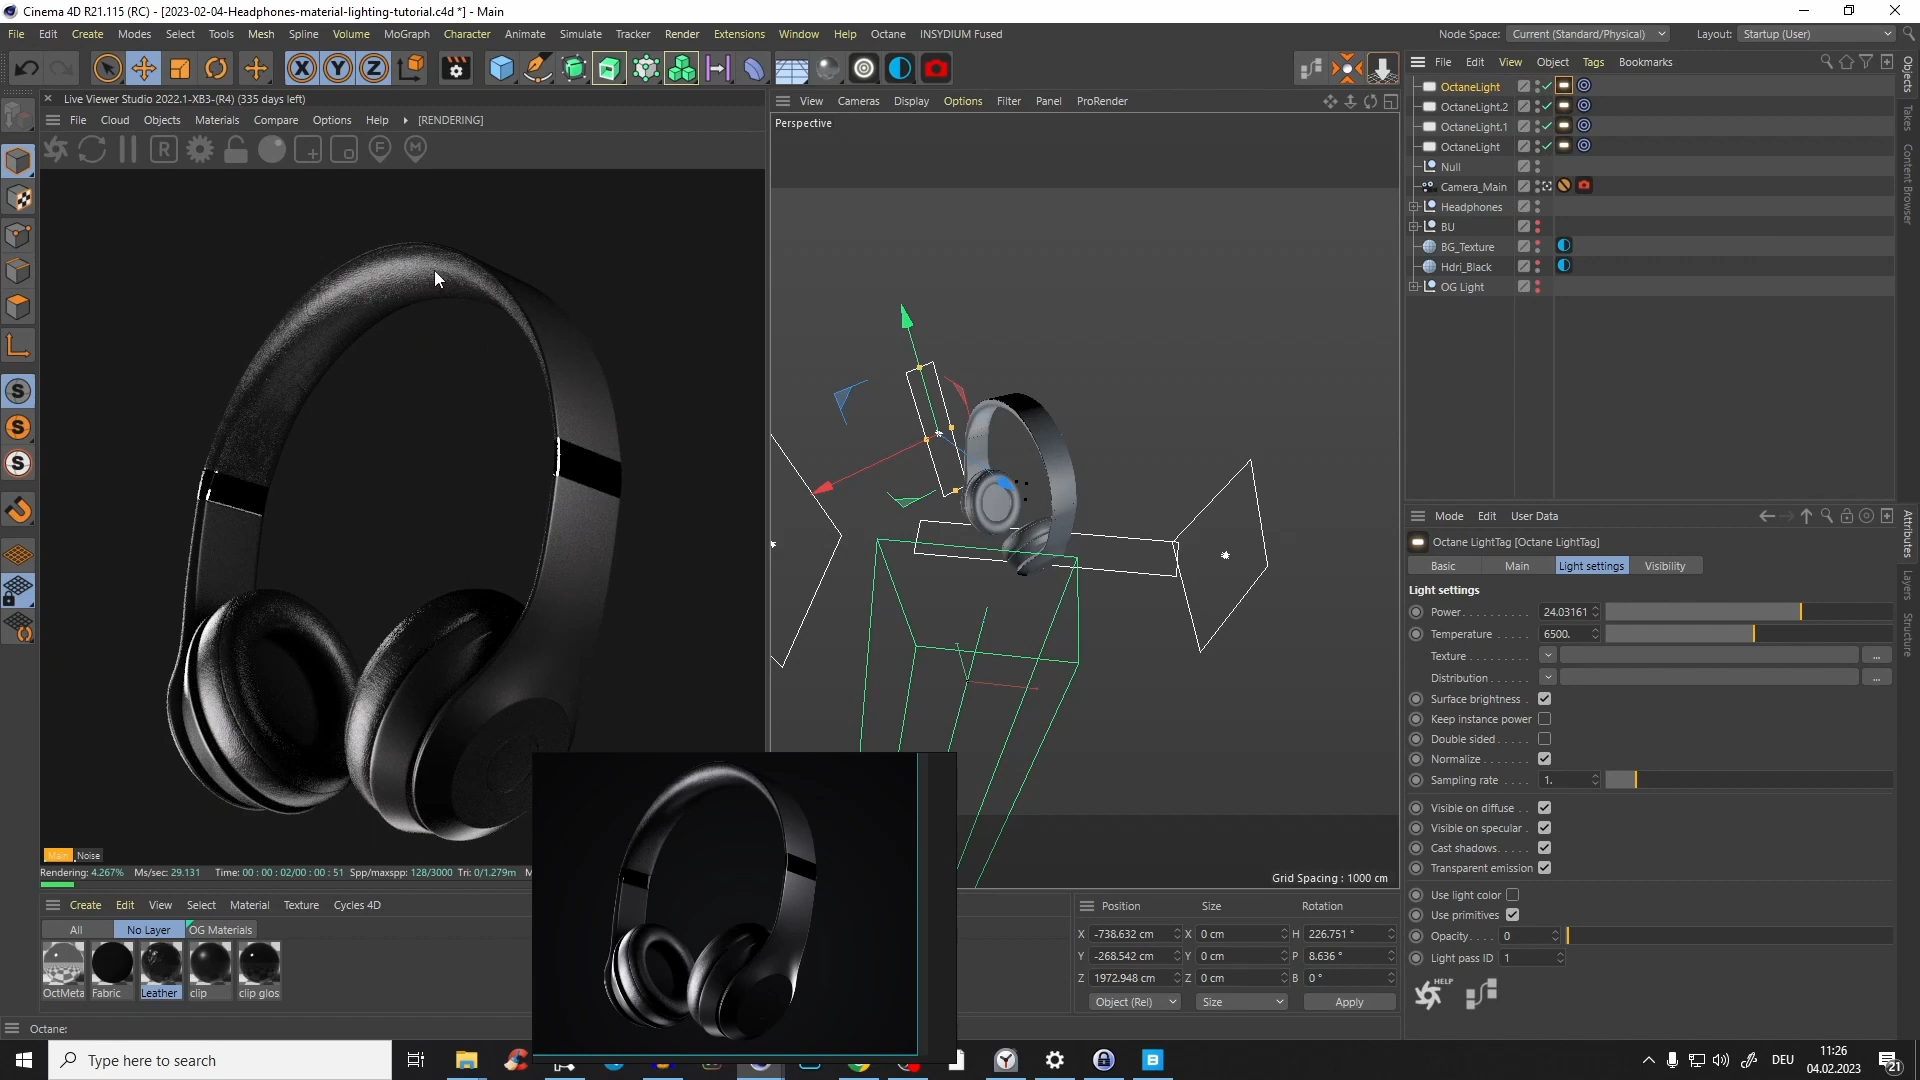 Cinema 4D R21.115 (RC) - [2023-02-04-Headphones-material-lighting-tutorial.c4d *] - Main
File Edit Create Modes Select Tools Mesh Spline Volume MoGraph Character Animate Simulate Tracker Render Extensions Window Help Octane INSYDIUM Fused
Node Space: Current (Standard/Physical) Layout: Startup (User)
X Y Z
Live Viewer Studio 2022.1-XB3-(R4) (335 days left)
File Cloud Objects Materials Compare Options Help [RENDERING]
R F M
View Cameras Display Options Filter Panel ProRender
Perspective
Grid Spacing : 1000 cm
File Edit View Object Tags Bookmarks
OctaneLight
OctaneLight.2
OctaneLight.1
OctaneLight
Null
Camera_Main
Headphones
BU
BG_Texture
Hdri_Black
OG Light
Objects
Takes
Content Browser
Attributes
Layers
Structure
Mode Edit User Data
Octane LightTag [Octane LightTag]
Basic Main Light settings Visibility
Light settings
Power. . . . . . . . . . 24.03161
Temperature . . . . . 6500.
Texture . . . . . . . . . ...
Distribution . . . . . . ...
Surface brightness .
Keep instance power
Double sided. . . . .
Normalize . . . . . . .
Sampling rate . . . . 1.
Visible on diffuse . .
Visible on specular .
Cast shadows. . . . .
Transparent emission
Use light color
Use primitives
Opacity. . . . 0
Light pass ID 1
HELP
Main Noise
Rendering: 4.267% Ms/sec: 29.131 Time: 00 : 00 : 02/00 : 00 : 51 Spp/maxspp: 128/3000 Tri: 0/1.279m
Create Edit View Select Material Texture Cycles 4D
All No Layer OG Materials
OctMeta Fabric Leather clip clip glos
Position Size Rotation
X -738.632 cm X 0 cm H 226.751 °
Y -268.542 cm Y 0 cm P 8.636 °
Z 1972.948 cm Z 0 cm B 0 °
Object (Rel) Size Apply
Octane:
Type here to search
DEU
11:26
04.02.2023
21